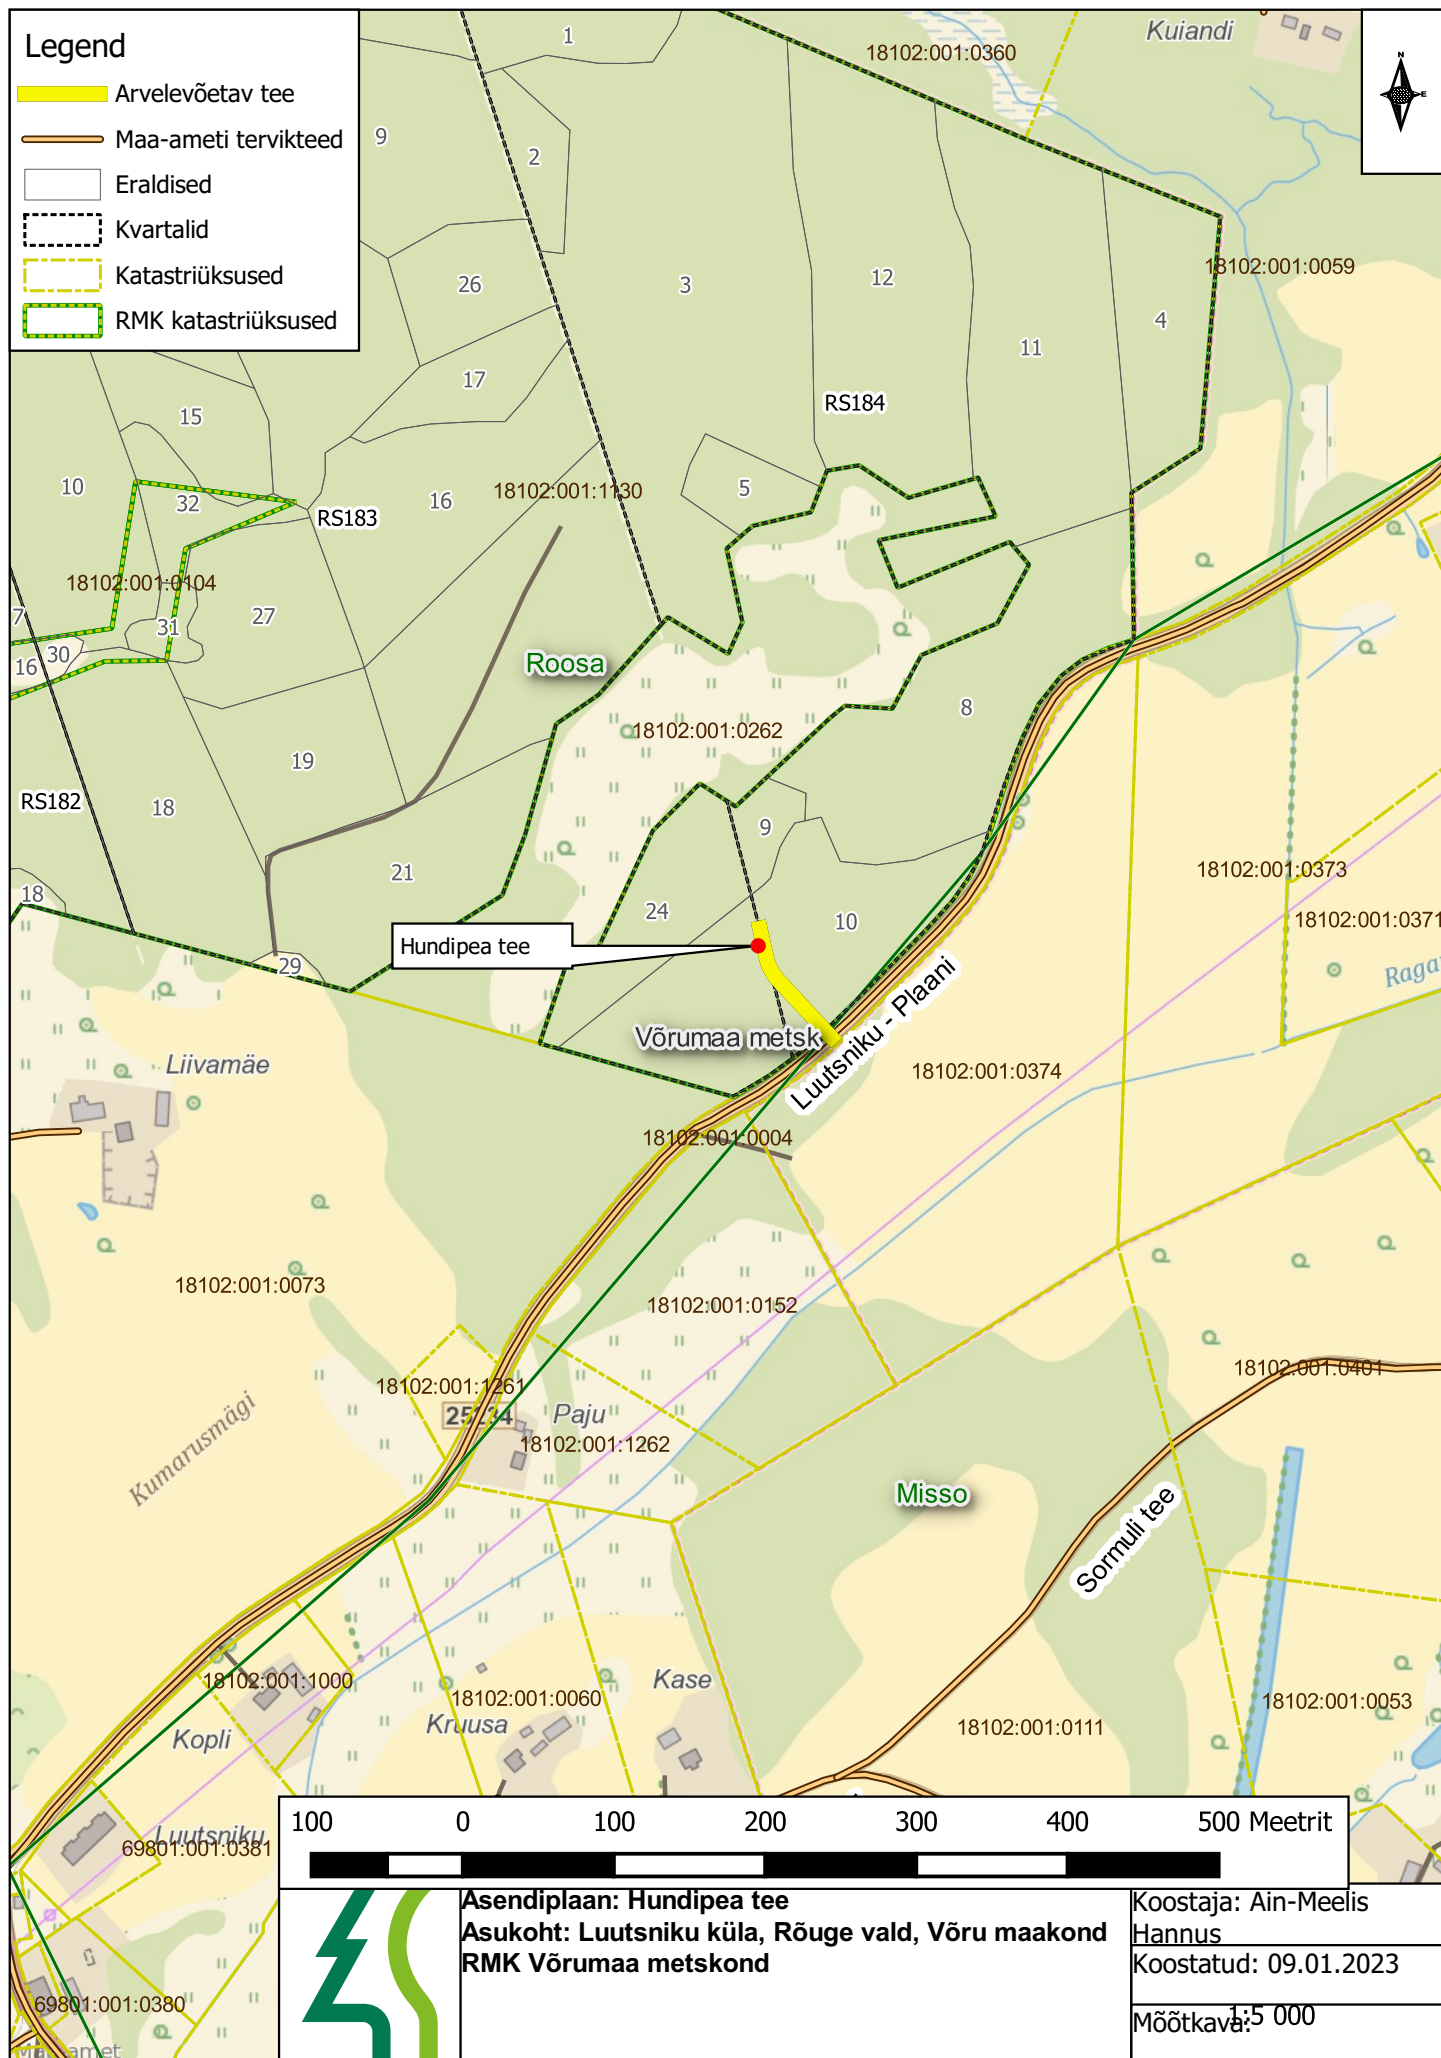 Legend
Arvelevõetav tee
Maa-ameti tervikteed
Eraldised
Kvartalid
Katastriüksused
RMK katastriüksused
N
E
Kuiandi
18102:001:0360
1
9
2
18102:001:0059
26
3
12
4
11
17
15
RS184
10
32
16
5
18102:001:1130
RS183
18102:001:0104
7
31
27
30
16
Roosa
8
18102:001:0262
19
RS182
18
9
18102:001:0373
21
18
24
10
18102:001:0371
Hundipea tee
29
Võrumaa metsk
Luutsniku - Plaani
Liivamäe
18102:001:0374
18102:001:0004
18102:001:0073
18102:001:0152
18102:001:0401
18102:001:1261
Paju
18102:001:1262
Kumarusmägi
Misso
Sormuli tee
18102:001:1000
18102:001:0060
Kase
18102:001:0053
Kruusa
18102:001:0111
Kopli
Luutsniku
69801:001:0381
100 0 100 200 300 400 500 Meetrit
69801:001:0380
Asendiplaan: Hundipea tee
Asukoht: Luutsniku küla, Rõuge vald, Võru maakond
RMK Võrumaa metskond
Koostaja: Ain-Meelis
Hannus
Koostatud: 09.01.2023
Mõõtkava: 1:5 000